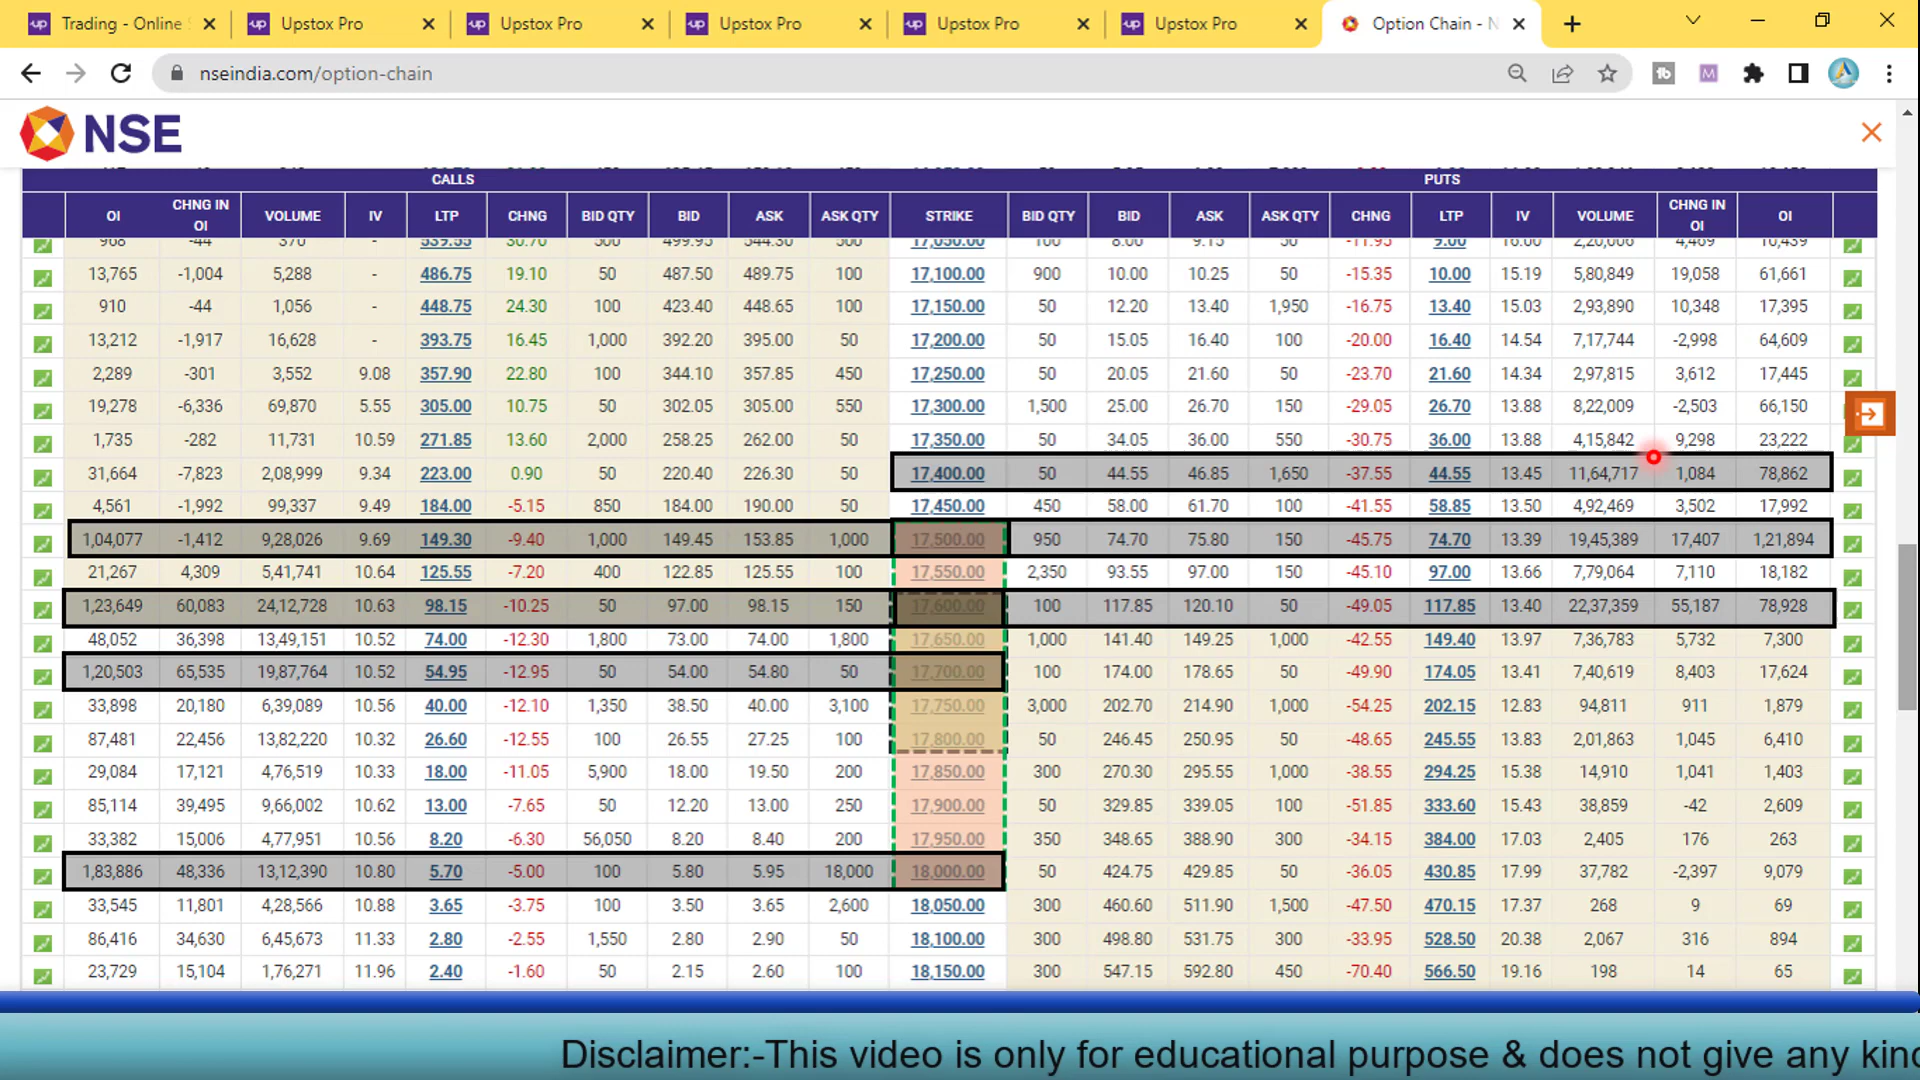 Trading - Online Upstox Pro Upstox Pro Upstox Pro Upstox Pro Upstox Pro Option Chain - N
nseindia.com/option-chain
NSE
CALLS PUTS
OI CHNG IN OI VOLUME IV LTP CHNG BID QTY BID ASK ASK QTY STRIKE BID QTY BID ASK ASK QTY CHNG LTP IV VOLUME CHNG IN OI OI
968 -44 370 - 539.55 30.70 500 499.95 544.30 500 17,050.00 100 8.00 9.15 50 -11.95 9.00 16.00 2,20,006 4,469 10,439
13,765 -1,004 5,288 - 486.75 19.10 50 487.50 489.75 100 17,100.00 900 10.00 10.25 50 -15.35 10.00 15.19 5,80,849 19,058 61,661
910 -44 1,056 - 448.75 24.30 100 423.40 448.65 100 17,150.00 50 12.20 13.40 1,950 -16.75 13.40 15.03 2,93,890 10,348 17,395
13,212 -1,917 16,628 - 393.75 16.45 1,000 392.20 395.00 50 17,200.00 50 15.05 16.40 100 -20.00 16.40 14.54 7,17,744 -2,998 64,609
2,289 -301 3,552 9.08 357.90 22.80 100 344.10 357.85 450 17,250.00 50 20.05 21.60 50 -23.70 21.60 14.34 2,97,815 3,612 17,445
19,278 -6,336 69,870 5.55 305.00 10.75 50 302.05 305.00 550 17,300.00 1,500 25.00 26.70 150 -29.05 26.70 13.88 8,22,009 -2,503 66,150
1,735 -282 11,731 10.59 271.85 13.60 2,000 258.25 262.00 50 17,350.00 50 34.05 36.00 550 -30.75 36.00 13.88 4,15,842 9,298 23,222
31,664 -7,823 2,08,999 9.34 223.00 0.90 50 220.40 226.30 50 17,400.00 50 44.55 46.85 1,650 -37.55 44.55 13.45 11,64,717 1,084 78,862
4,561 -1,992 99,337 9.49 184.00 -5.15 850 184.00 190.00 50 17,450.00 450 58.00 61.70 100 -41.55 58.85 13.50 4,92,469 3,502 17,992
1,04,077 -1,412 9,28,026 9.69 149.30 -9.40 1,000 149.45 153.85 1,000 17,500.00 950 74.70 75.80 150 -45.75 74.70 13.39 19,45,389 17,407 1,21,894
21,267 4,309 5,41,741 10.64 125.55 -7.20 400 122.85 125.55 100 17,550.00 2,350 93.55 97.00 150 -45.10 97.00 13.66 7,79,064 7,110 18,182
1,23,649 60,083 24,12,728 10.63 98.15 -10.25 50 97.00 98.15 150 17,600.00 100 117.85 120.10 50 -49.05 117.85 13.40 22,37,359 55,187 78,928
48,052 36,398 13,49,151 10.52 74.00 -12.30 1,800 73.00 74.00 1,800 17,650.00 1,000 141.40 149.25 1,000 -42.55 149.40 13.97 7,36,783 5,732 7,300
1,20,503 65,535 19,87,764 10.52 54.95 -12.95 50 54.00 54.80 50 17,700.00 100 174.00 178.65 50 -49.90 174.05 13.41 7,40,619 8,403 17,624
33,898 20,180 6,39,089 10.56 40.00 -12.10 1,350 38.50 40.00 3,100 17,750.00 3,000 202.70 214.90 1,000 -54.25 202.15 12.83 94,811 911 1,879
87,481 22,456 13,82,220 10.32 26.60 -12.55 100 26.55 27.25 100 17,800.00 50 246.45 250.95 50 -48.65 245.55 13.83 2,01,863 1,045 6,410
29,084 17,121 4,76,519 10.33 18.00 -11.05 5,900 18.00 19.50 200 17,850.00 300 270.30 295.55 1,000 -38.55 294.25 15.38 14,910 1,041 1,403
85,114 39,495 9,66,002 10.62 13.00 -7.65 50 12.20 13.00 250 17,900.00 50 329.85 339.05 100 -51.85 333.60 15.43 38,859 -42 2,609
33,382 15,006 4,77,951 10.56 8.20 -6.30 56,050 8.20 8.40 200 17,950.00 350 348.65 388.90 300 -34.15 384.00 17.03 2,405 176 263
1,83,886 48,336 13,12,390 10.80 5.70 -5.00 100 5.80 5.95 18,000 18,000.00 50 424.75 429.85 50 -36.05 430.85 17.99 37,782 -2,397 9,079
33,545 11,801 4,28,566 10.88 3.65 -3.75 100 3.50 3.65 2,600 18,050.00 300 460.60 511.90 1,500 -47.50 470.15 17.37 268 9 69
86,416 34,630 6,45,673 11.33 2.80 -2.55 1,550 2.80 2.90 50 18,100.00 300 498.80 531.75 300 -33.95 528.50 20.38 2,067 316 894
23,729 15,104 1,76,271 11.96 2.40 -1.60 50 2.15 2.60 100 18,150.00 300 547.15 592.80 450 -70.40 566.50 19.16 198 14 65
Disclaimer:-This video is only for educational purpose & does not give any kind